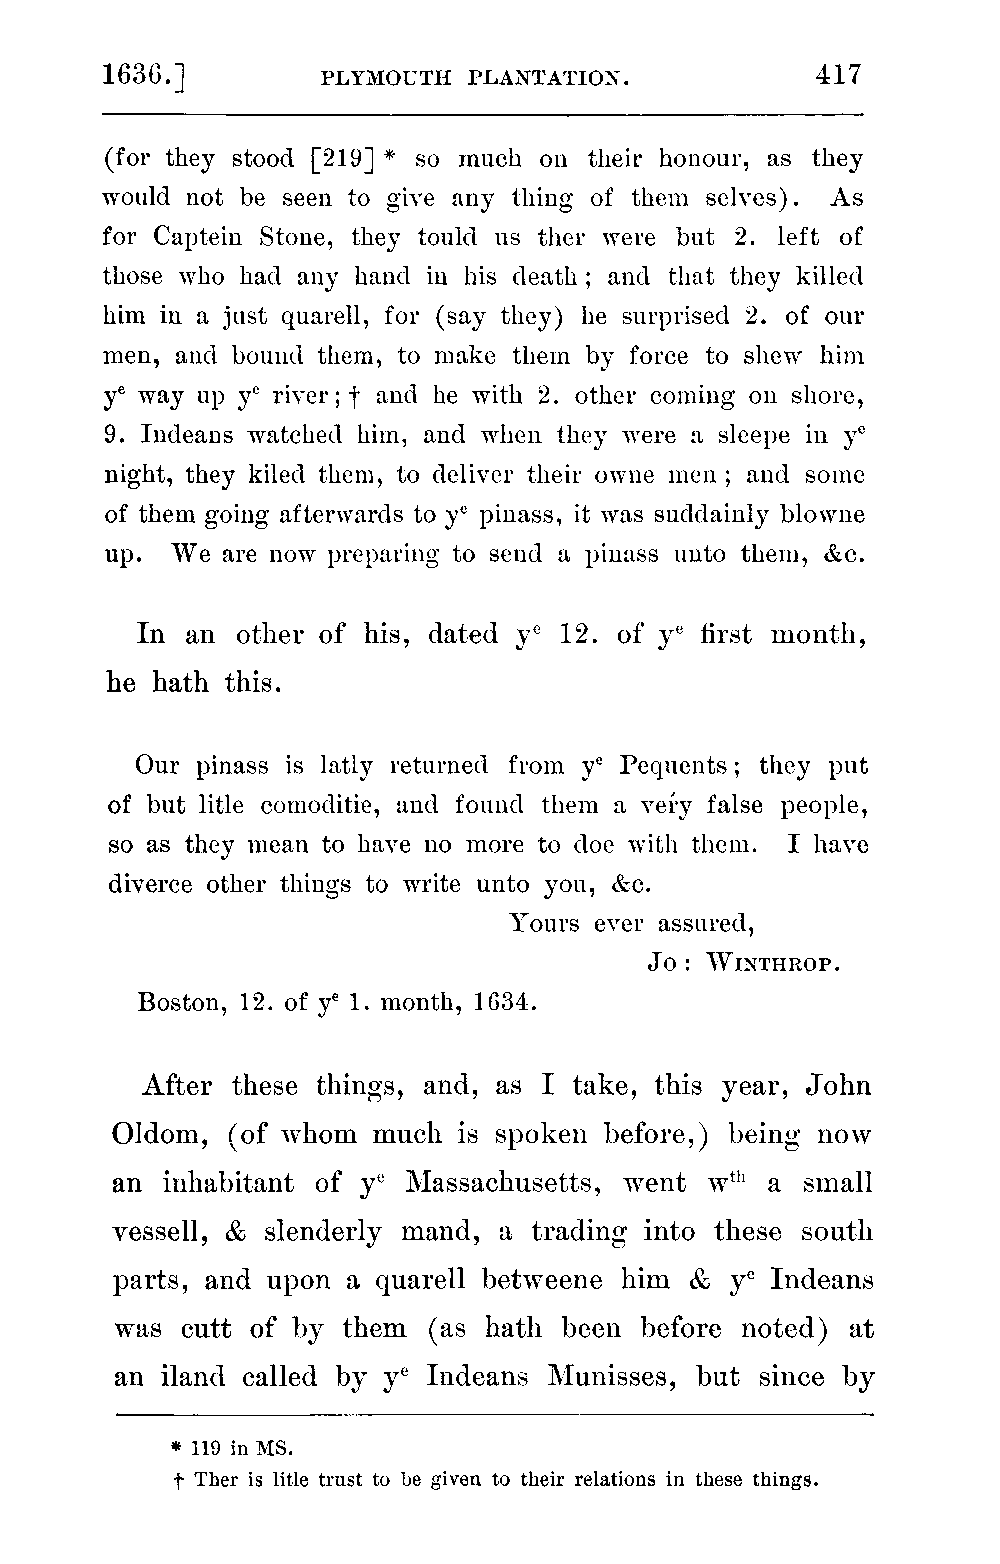 1636.] PLYMOUTH PLANTATION. 417
(for they stood [219] * so much on their honour, as they
would not be seen to give any thing of them selves). As
for Captein Stone, they tould us ther were but 2. left of
those who had any hand in his death; and that they killed
him in a just quarell, for (say they) he surprised 2. of our
men, and bound them, to make them by force to shew him
yᵉ way up yᵉ river; † and he with 2. other coming on shore,
9. Indeans watched him, and when they were a sleepe in yᵉ
night, they kiled them, to deliver their owne men; and some
of them going afterwards to yᵉ pinass, it was suddainly blowne
up. We are now preparing to send a pinass unto them, &c.
In an other of his, dated yᵉ 12. of yᵉ first month,
he hath this.
Our pinass is latly returned from yᵉ Pequents; they put
of but litle comoditie, and found them a very false people,
so as they mean to have no more to doe with them. I have
diverce other things to write unto you, &c.
Yours ever assured,
Jo: WINTHROP.
Boston, 12. of yᵉ 1. month, 1634.
After these things, and, as I take, this year, John
Oldom, (of whom much is spoken before,) being now
an inhabitant of yᵉ Massachusetts, went wᵗʰ a small
vessell, & slenderly mand, a trading into these south
parts, and upon a quarell betweene him & yᵉ Indeans
was cutt of by them (as hath been before noted) at
an iland called by yᵉ Indeans Munisses, but since by
* 119 in MS.
† Ther is litle trust to be given to their relations in these things.